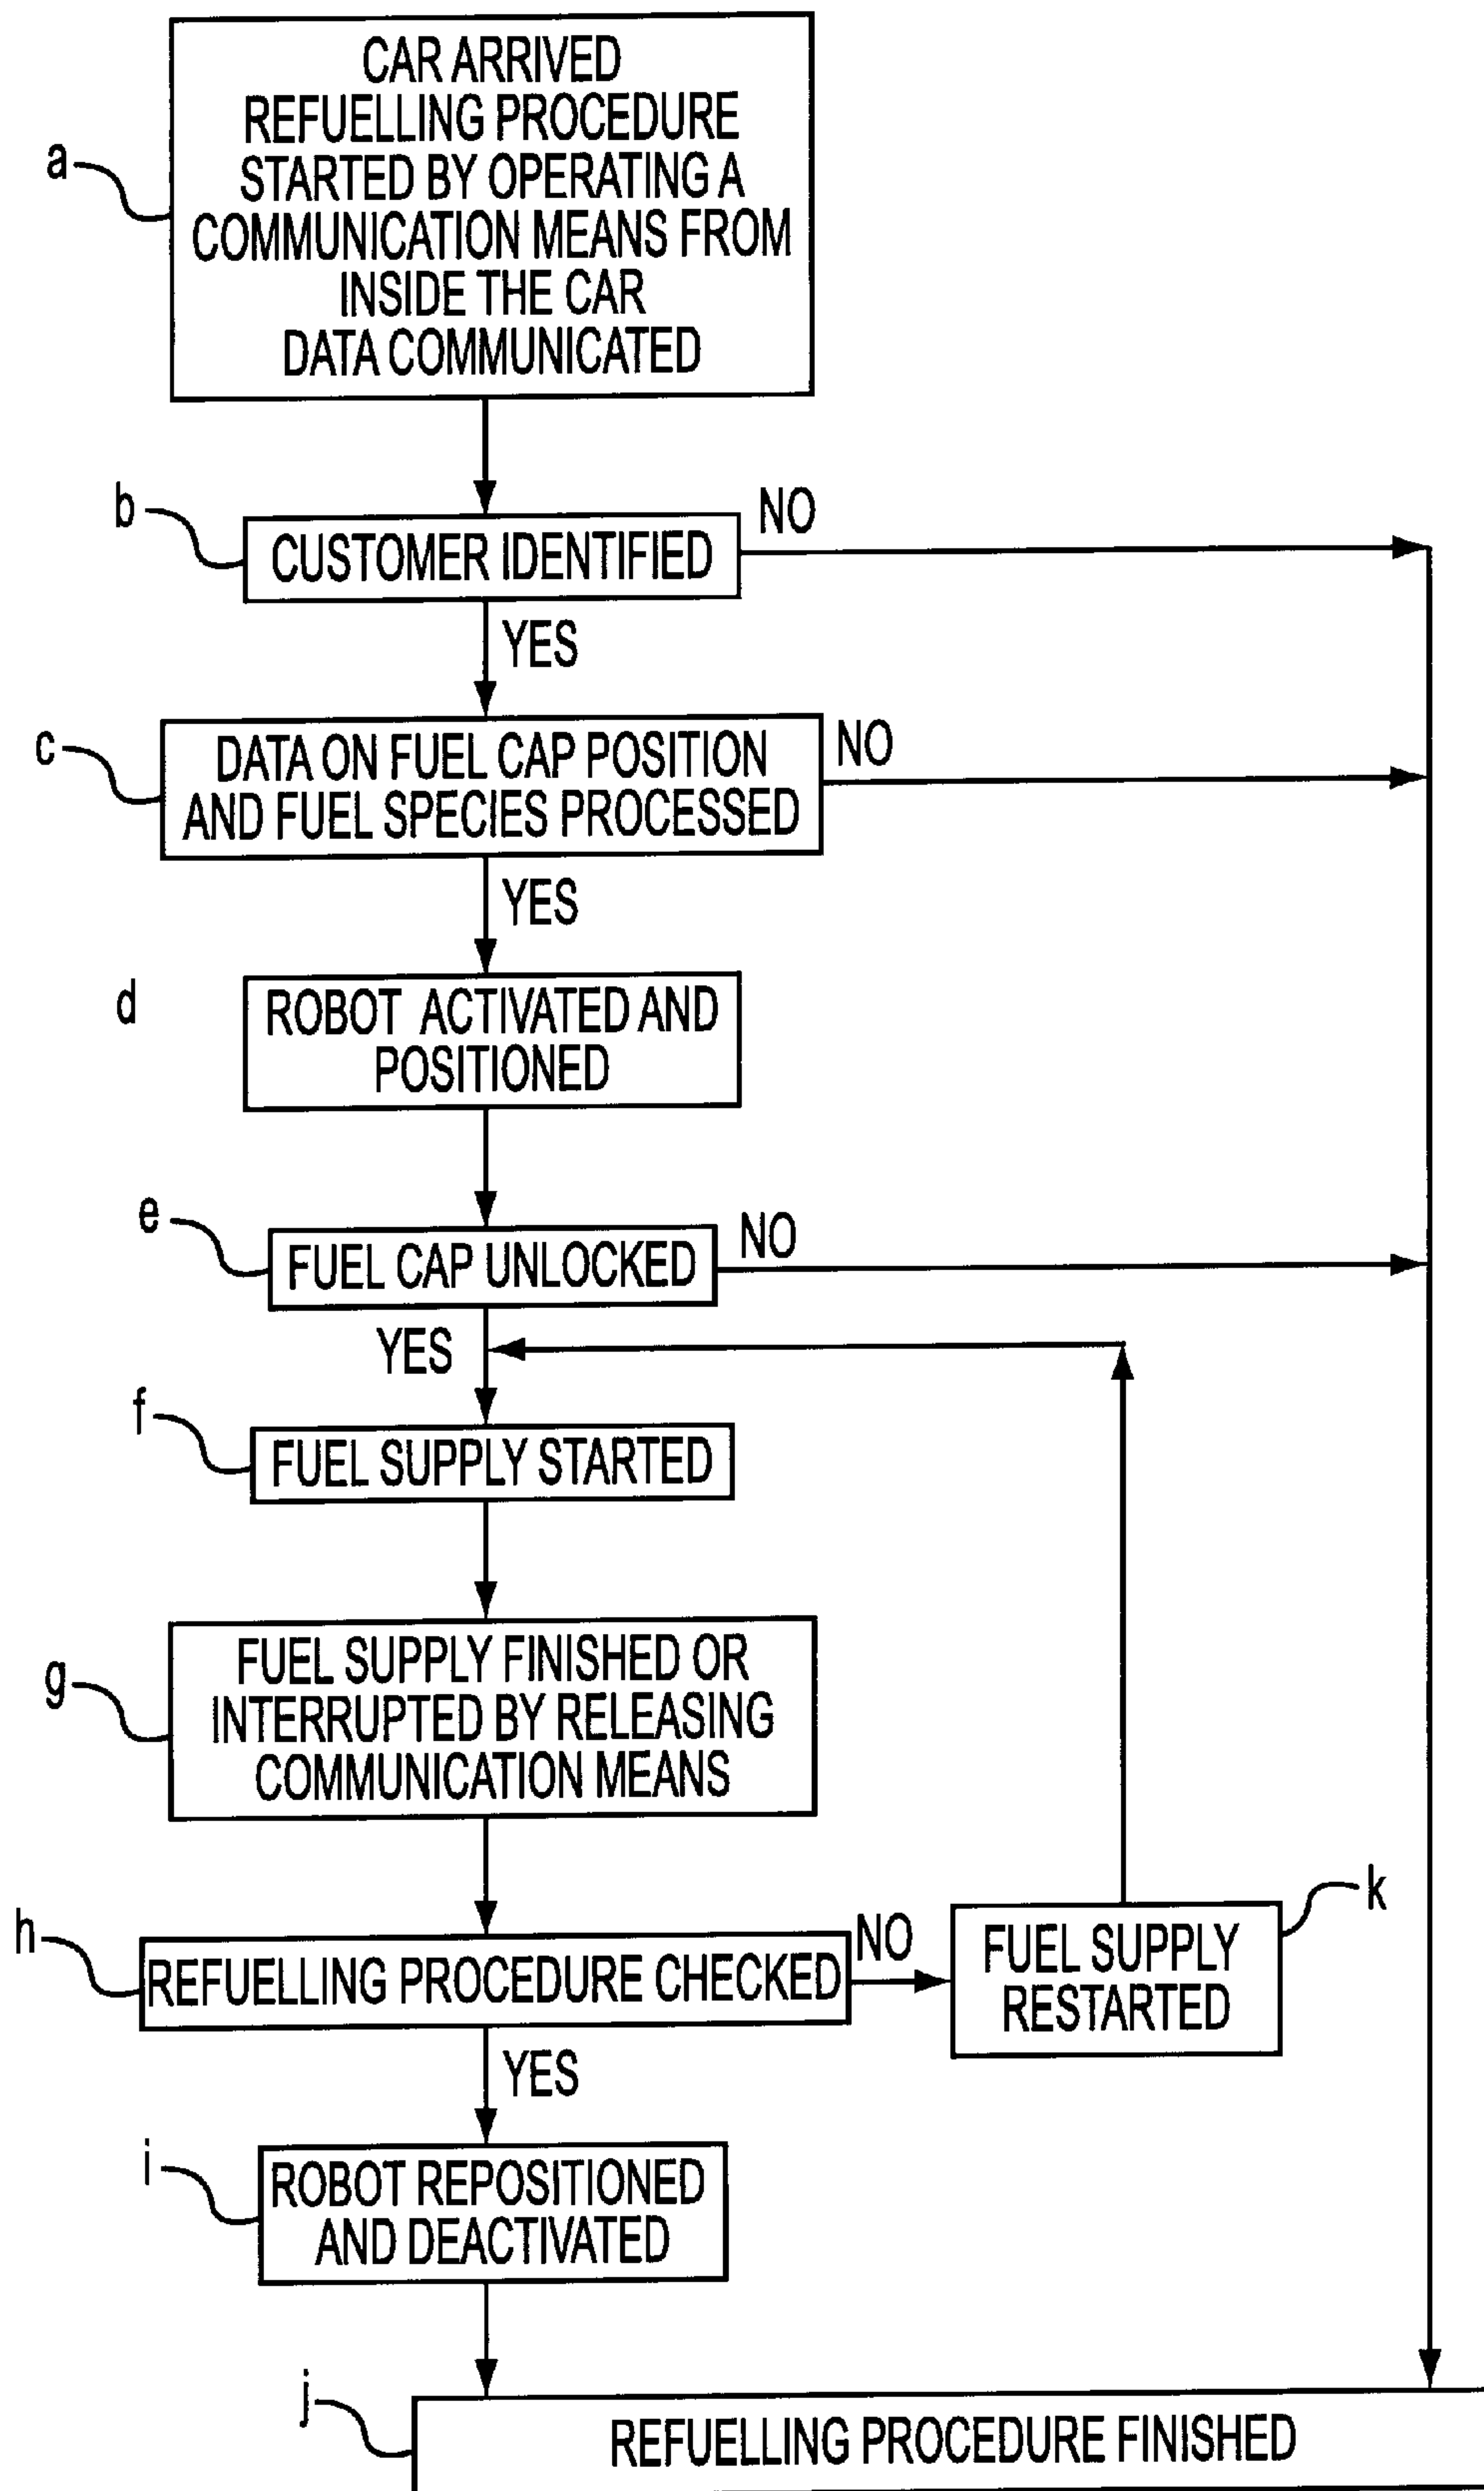 CAR ARRIVED
REFUELLING PROCEDURE
STARTED BY OPERATING A
COMMUNICATION MEANS FROM
INSIDE THE CAR
DATA COMMUNICATED
a
b
CUSTOMER IDENTIFIED
NO
YES
c
DATA ON FUEL CAP POSITION
AND FUEL SPECIES PROCESSED
NO
YES
d
ROBOT ACTIVATED AND
POSITIONED
e
FUEL CAP UNLOCKED
NO
YES
f
FUEL SUPPLY STARTED
g
FUEL SUPPLY FINISHED OR
INTERRUPTED BY RELEASING
COMMUNICATION MEANS
h
REFUELLING PROCEDURE CHECKED
NO
k
FUEL SUPPLY
RESTARTED
YES
i
ROBOT REPOSITIONED
AND DEACTIVATED
j
REFUELLING PROCEDURE FINISHED